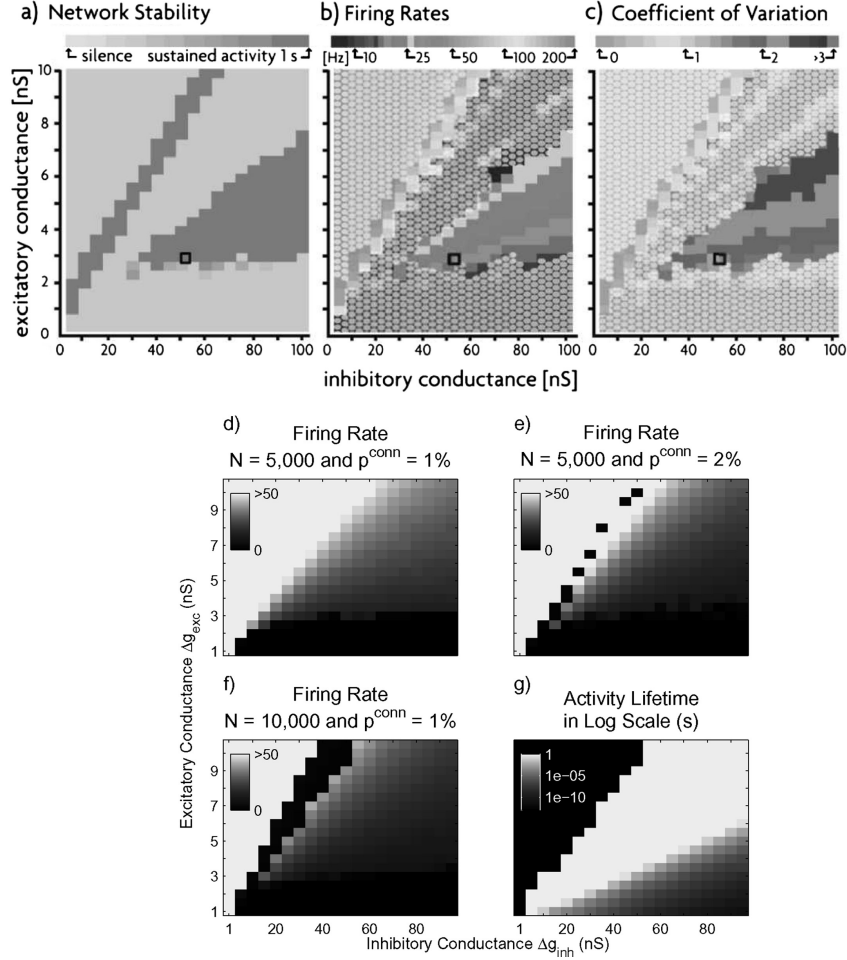 a) Network Stability
b) Firing Rates
c) Coefficient of Variation
silence sustained activity 1 s
[Hz] 10 25 50 100 200
0 1 2 ›3
excitatory conductance [nS]
10
8
6
4
2
0
0 20 40 60 80 100
0 20 40 60 80 100
0 20 40 60 80 100
inhibitory conductance [nS]
d)
Firing Rate
N = 5,000 and p^conn = 1%
>50
0
9
7
5
3
1
e)
Firing Rate
N = 5,000 and p^conn = 2%
>50
0
9
7
5
3
1
Excitatory Conductance Δg_exc (nS)
f)
Firing Rate
N = 10,000 and p^conn = 1%
>50
0
9
7
5
3
1
1 20 40 60 80
g)
Activity Lifetime
in Log Scale (s)
1
1e−05
1e−10
9
7
5
3
1
1 20 40 60 80
Inhibitory Conductance Δg_inh (nS)